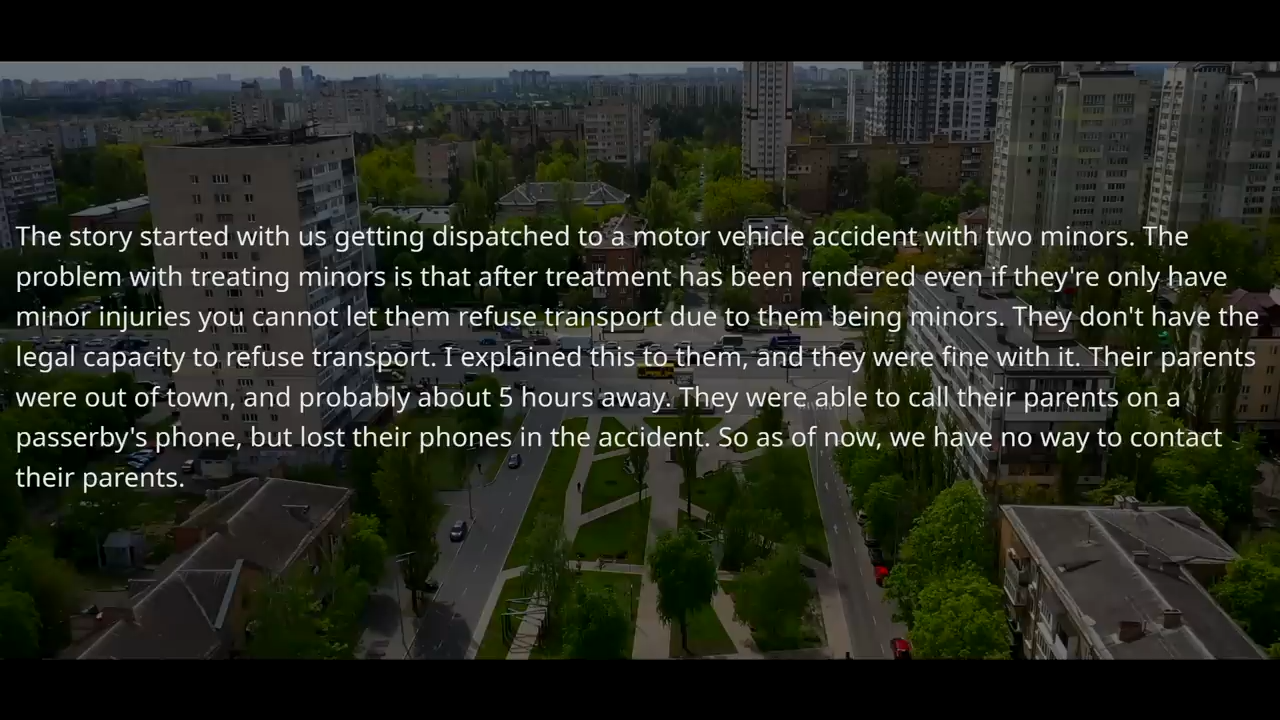 The story started with us getting dispatched to a motor vehicle accident with two minors. The
problem with treating minors is that after treatment has been rendered even if they're only have
minor injuries you cannot let them refuse transport due to them being minors. They don't have the
legal capacity to refuse transport. I explained this to them, and they were fine with it. Their parents
were out of town, and probably about 5 hours away. They were able to call their parents on a
passerby's phone, but lost their phones in the accident. So as of now, we have no way to contact
their parents.